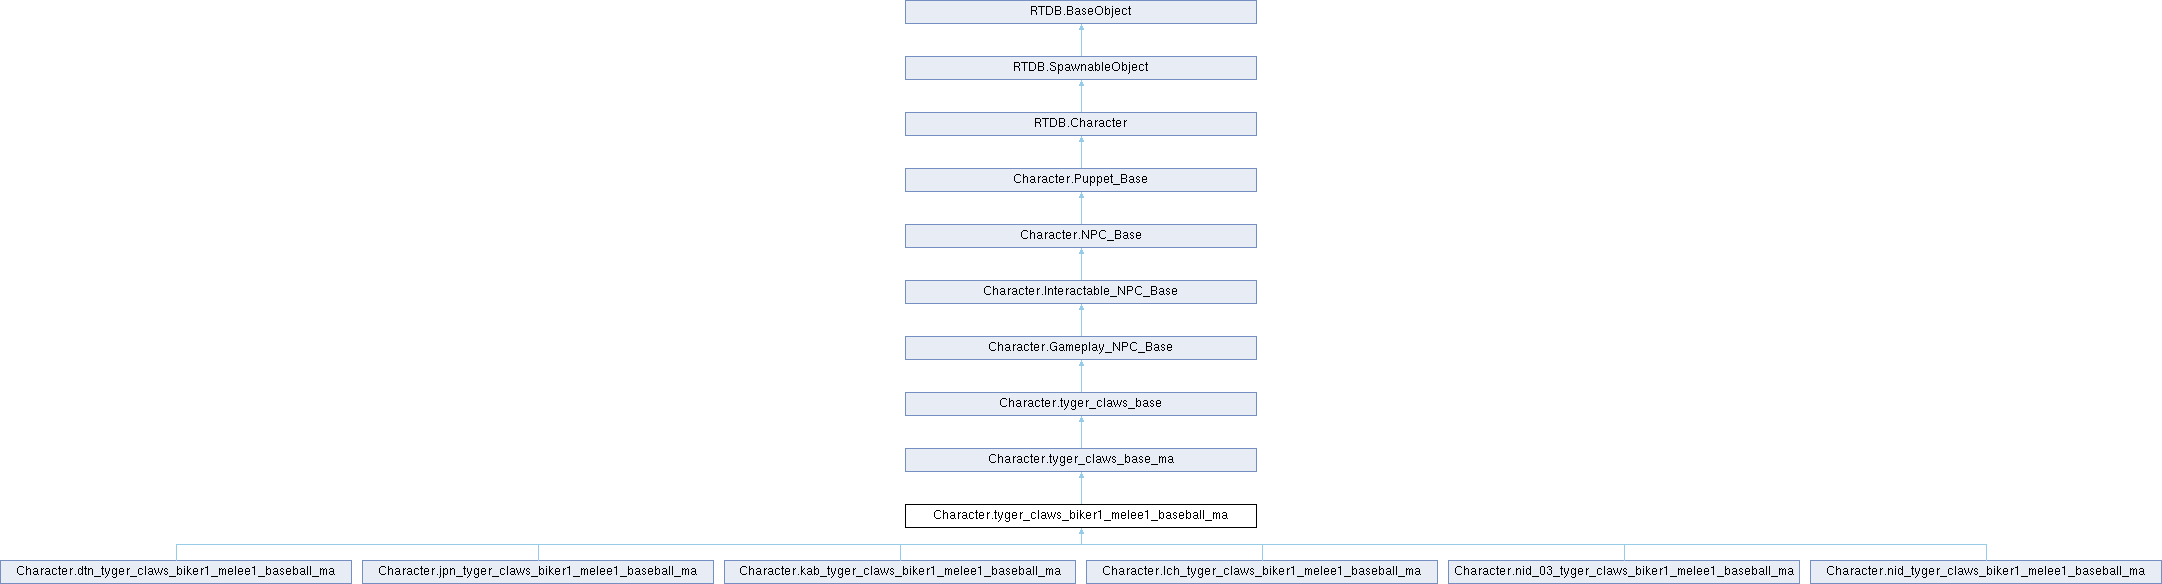 RTDB.BaseObject
RTDB.SpawnableObject
RTDB.Character
Character.Puppet_Base
Character.NPC_Base
Character.Interactable_NPC_Base
Character.Gameplay_NPC_Base
Character.tyger_claws_base
Character.tyger_claws_base_ma
Character.tyger_claws_biker1_melee1_baseball_ma
Character.dtn_tyger_claws_biker1_melee1_baseball_ma
Character.jpn_tyger_claws_biker1_melee1_baseball_ma
Character.kab_tyger_claws_biker1_melee1_baseball_ma
Character.lch_tyger_claws_biker1_melee1_baseball_ma
Character.nid_03_tyger_claws_biker1_melee1_baseball_ma
Character.nid_tyger_claws_biker1_melee1_baseball_ma